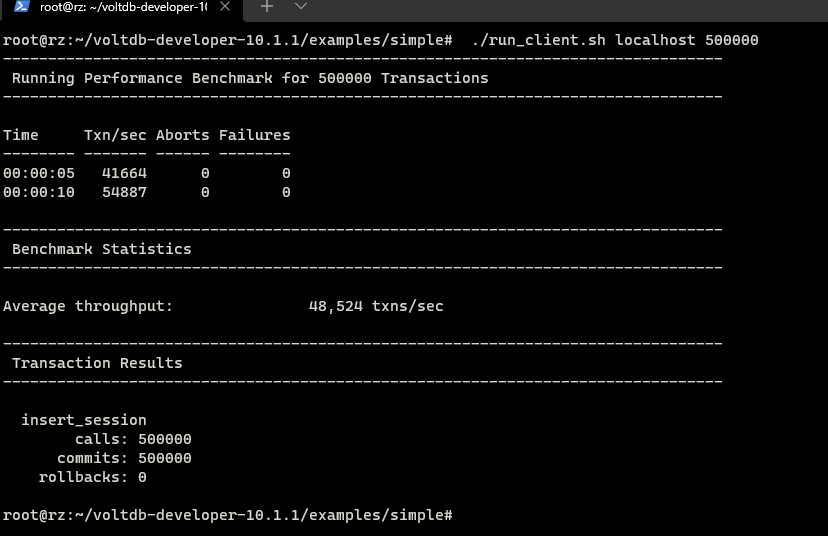 root@rz: ~/voltdb-developer-10
root@rz:~/voltdb-developer-10.1.1/examples/simple#  ./run_client.sh localhost 500000
--------------------------------------------------------------------------------
 Running Performance Benchmark for 500000 Transactions
--------------------------------------------------------------------------------
Time     Txn/sec Aborts Failures
-------- ------- ------ --------
00:00:05   41664      0        0
00:00:10   54887      0        0
--------------------------------------------------------------------------------
 Benchmark Statistics
--------------------------------------------------------------------------------
Average throughput:               48,524 txns/sec
--------------------------------------------------------------------------------
 Transaction Results
--------------------------------------------------------------------------------
  insert_session
        calls: 500000
      commits: 500000
    rollbacks: 0
root@rz:~/voltdb-developer-10.1.1/examples/simple#